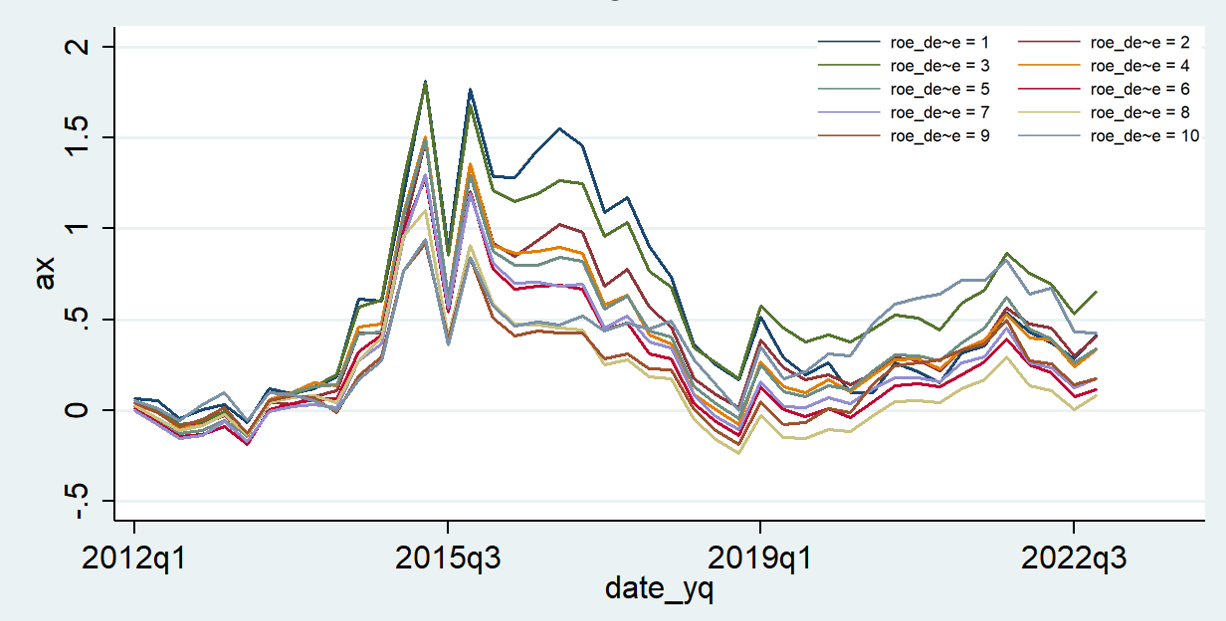 2
1.5
1
.5
0
-.5
ax
roe_de~e = 1 roe_de~e = 2
roe_de~e = 3 roe_de~e = 4
roe_de~e = 5 roe_de~e = 6
roe_de~e = 7 roe_de~e = 8
roe_de~e = 9 roe_de~e = 10
2012q1 2015q3 2019q1 2022q3
date_yq